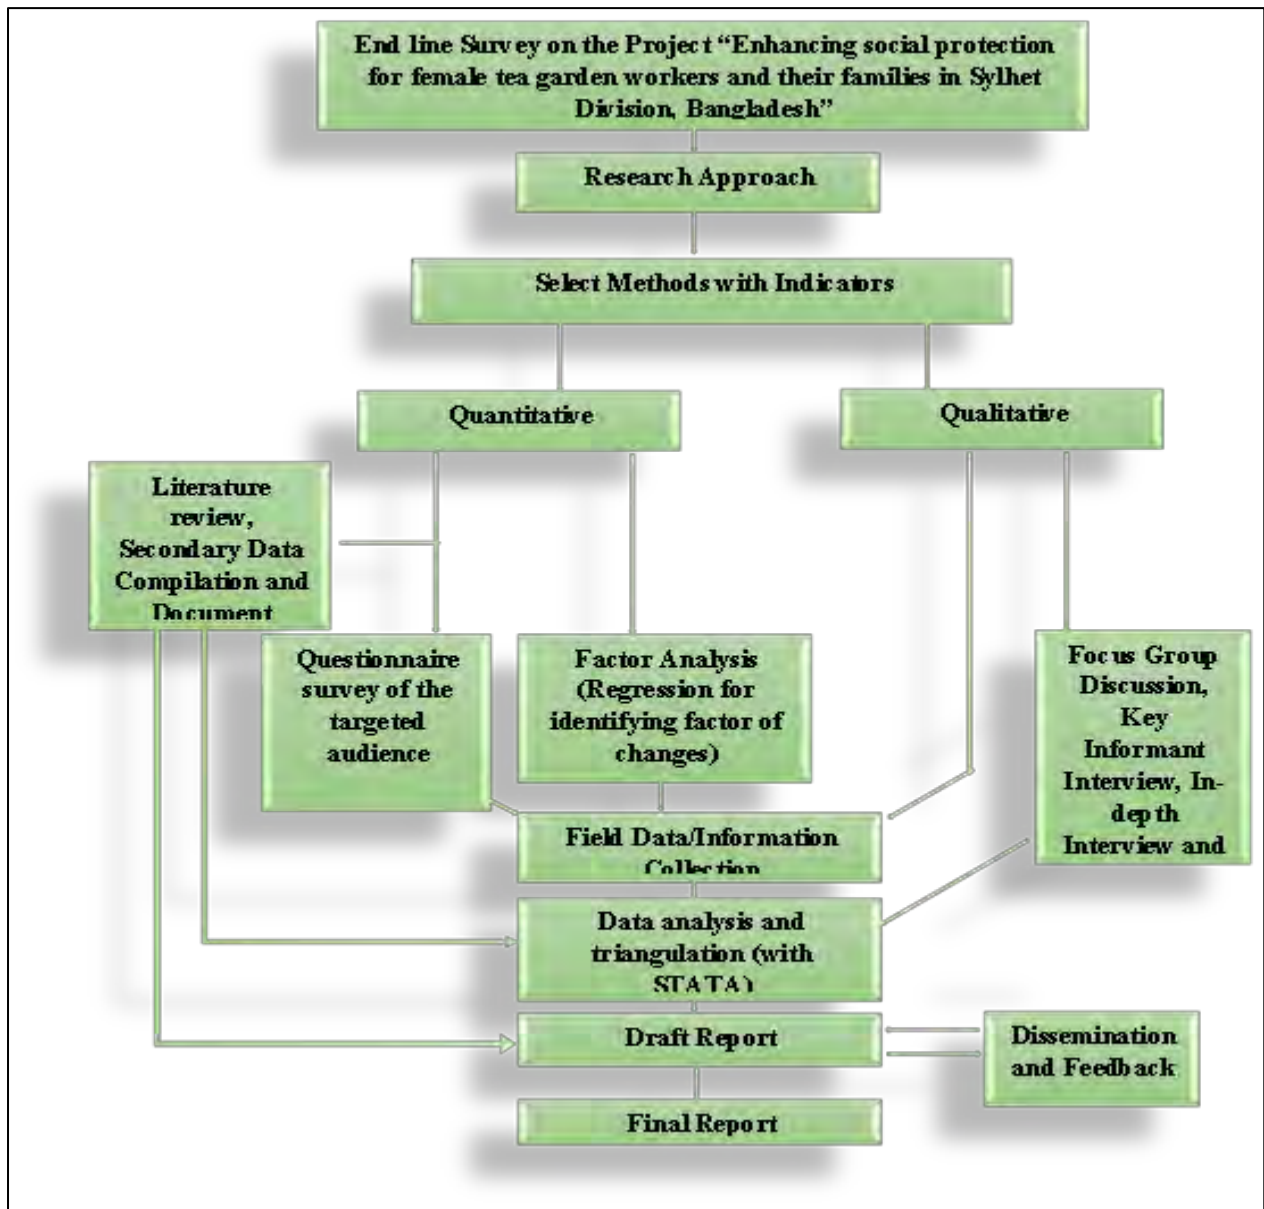 End line Survey on the Project “Enhancing social protection
for female tea garden workers and their families in Sylhet
Division, Bangladesh”
Research Approach
Select Methods with Indicators
Quantitative
Qualitative
Literature
review,
Secondary Data
Compilation and
Document
Questionnaire
survey of the
targeted
audience
Factor Analysis
(Regression for
identifying factor of
changes)
Focus Group
Discussion,
Key
Informant
Interview, In-
depth
Interview and
Field Data/Information
Collection
Data analysis and
triangulation (with
STATA)
Draft Report
Dissemination
and Feedback
Final Report